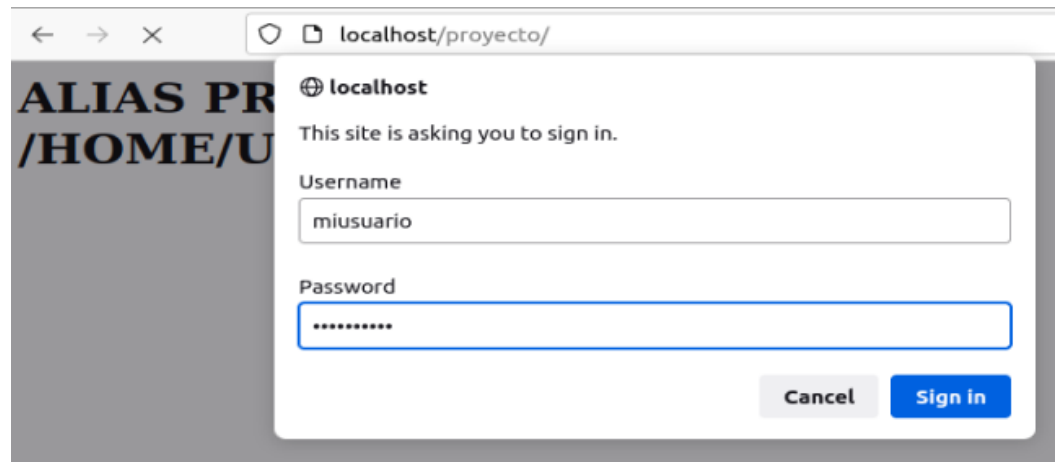 localhost/proyecto/
ALIAS PR
/HOME/U
localhost
This site is asking you to sign in.
Username
miusuario
Password
••••••••••
Cancel Sign in